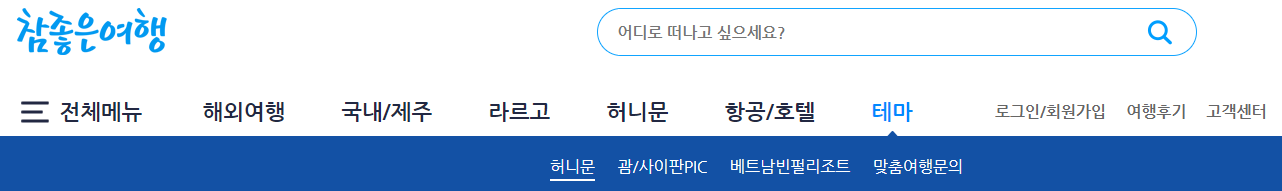 참좋은여행
어디로 떠나고 싶으세요?
전체메뉴 해외여행 국내/제주 라르고 허니문 항공/호텔 테마 로그인/회원가입 여행후기 고객센터
허니문 괌/사이판PIC 베트남빈펄리조트 맞춤여행문의